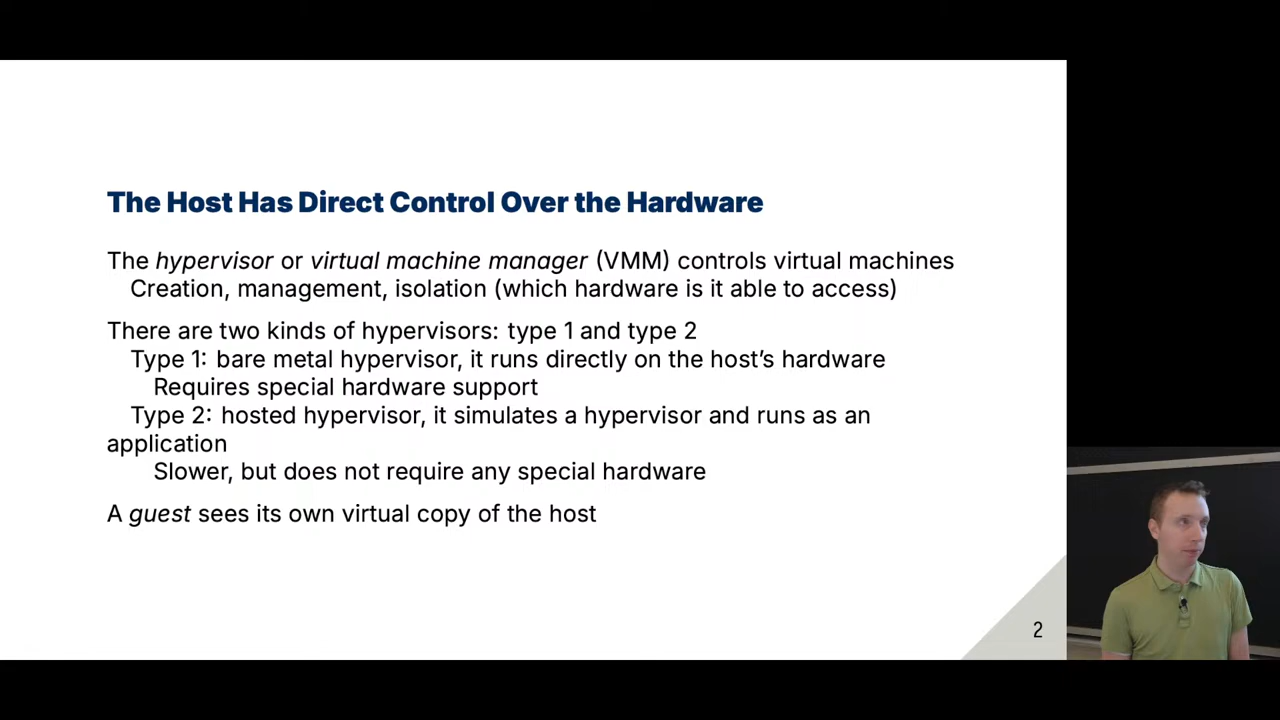 The Host Has Direct Control Over the Hardware
The hypervisor or virtual machine manager (VMM) controls virtual machines
Creation, management, isolation (which hardware is it able to access)
There are two kinds of hypervisors: type 1 and type 2
Type 1: bare metal hypervisor, it runs directly on the host’s hardware
Requires special hardware support
Type 2: hosted hypervisor, it simulates a hypervisor and runs as an
application
Slower, but does not require any special hardware
A guest sees its own virtual copy of the host
2